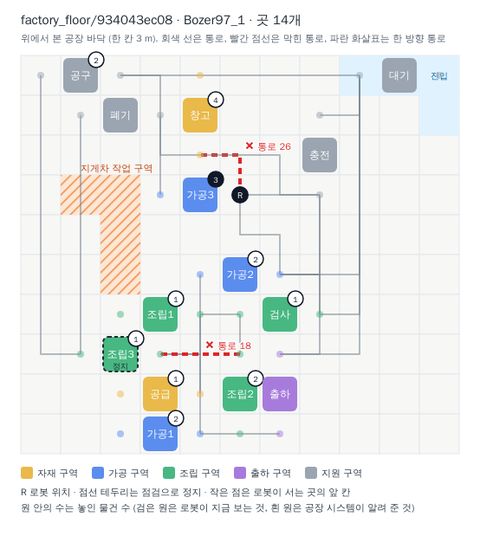 factory_floor/934043ec08 · Bozer97_1 · 곳 14개
위에서 본 공장 바닥 (한 칸 3 m). 회색 선은 통로, 빨간 점선은 막힌 통로, 파란 화살표는 한 방향 통로
공구 2
대기
진입
폐기
창고 4
✕ 통로 26
충전
지게차 작업 구역
가공3 3
R
가공2 2
조립1 1
검사 1
조립3 1
정지
✕ 통로 18
공급 1
조립2 2
출하
가공1 2
자재 구역 가공 구역 조립 구역 출하 구역 지원 구역
R 로봇 위치 · 점선 테두리는 점검으로 정지 · 작은 점은 로봇이 서는 곳의 앞 칸
원 안의 수는 놓인 물건 수 (검은 원은 로봇이 지금 보는 것, 흰 원은 공장 시스템이 알려 준 것)